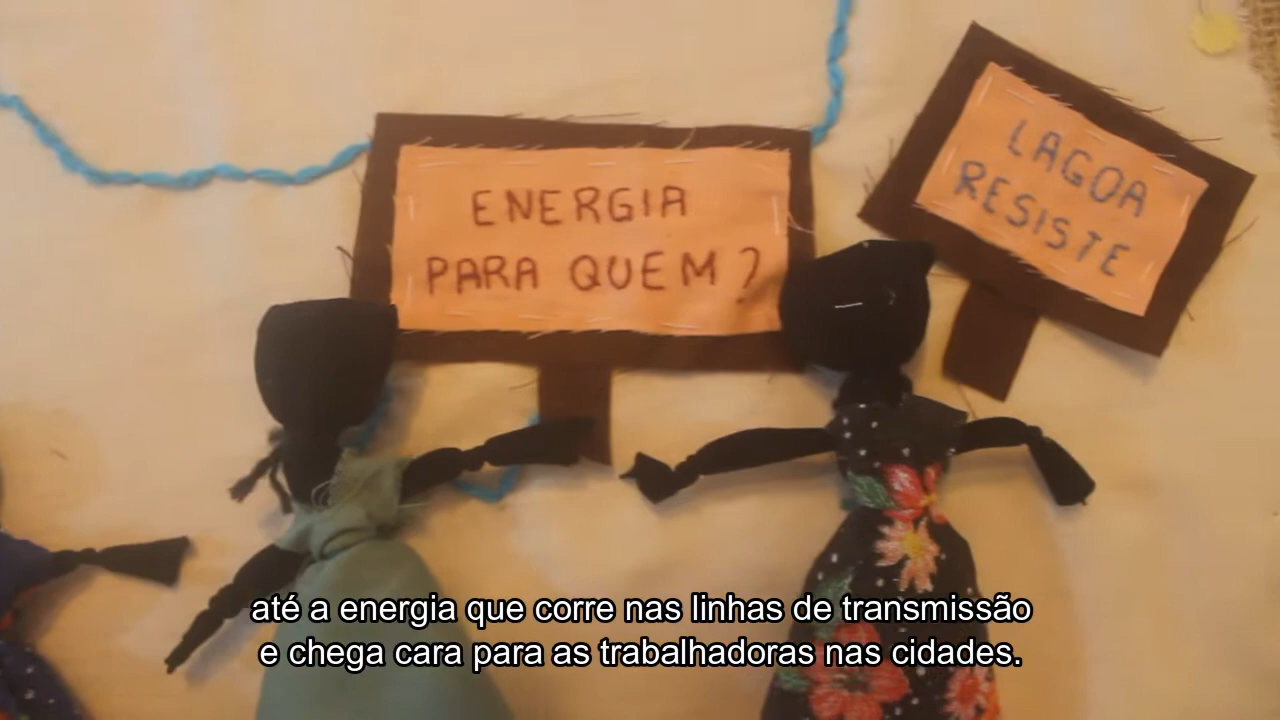 ENERGIA
PARA QUEM?
LAGOA
RESISTE
até a energia que corre nas linhas de transmissão
e chega cara para as trabalhadoras nas cidades.